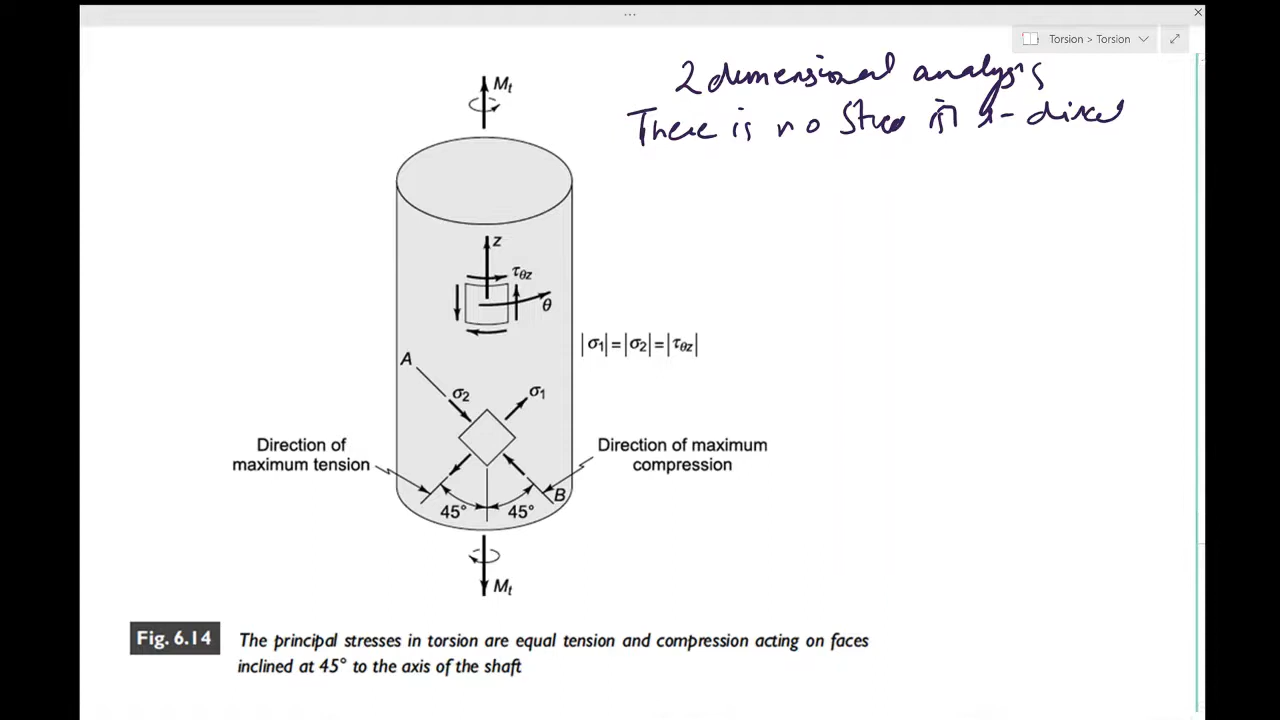 ...
Torsion > Torsion
2 dimensional analysis
There is no in - direct
Mt
z
τθz
θ
|σ1|=|σ2|=|τθz|
A
σ2
σ1
Direction of
maximum tension
Direction of maximum
compression
B
45°
45°
Mt
Fig. 6.14
The principal stresses in torsion are equal tension and compression acting on faces
inclined at 45° to the axis of the shaft